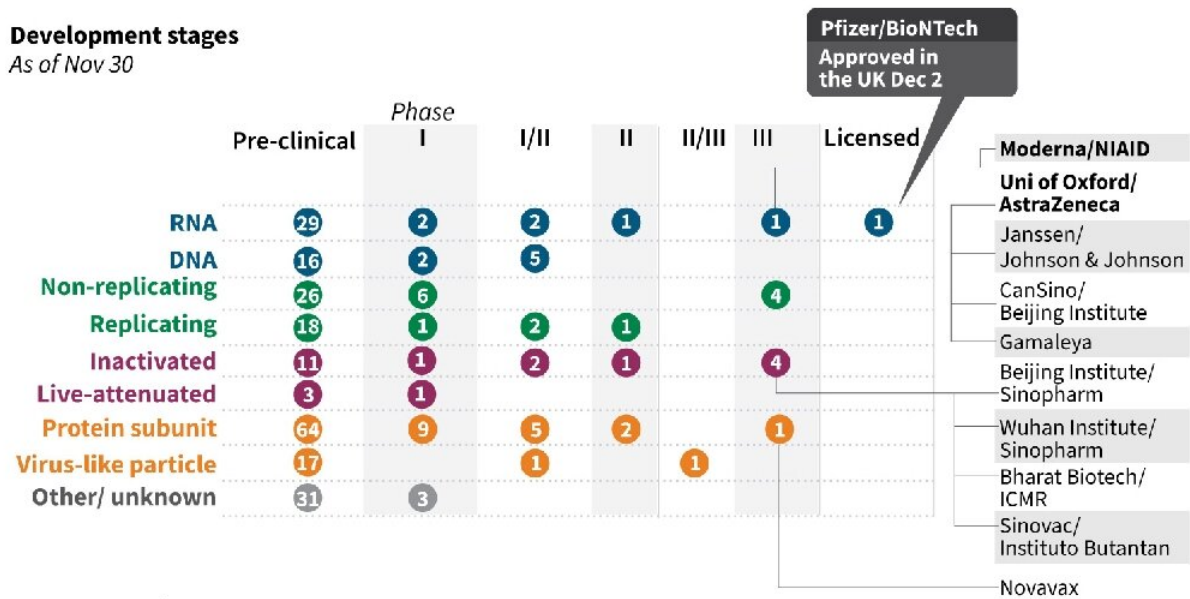 Development stages
As of Nov 30
Pfizer/BioNTech
Approved in
the UK Dec 2
Phase
Pre-clinical I I/II II II/III III Licensed
RNA 29 2 2 1 1 1
DNA 16 2 5
Non-replicating 26 6 4
Replicating 18 1 2 1
Inactivated 11 1 2 1 4
Live-attenuated 3 1
Protein subunit 64 9 5 2 1
Virus-like particle 17 1 1
Other/ unknown 31 3
Moderna/NIAID
Uni of Oxford/
AstraZeneca
Janssen/
Johnson & Johnson
CanSino/
Beijing Institute
Gamaleya
Beijing Institute/
Sinopharm
Wuhan Institute/
Sinopharm
Bharat Biotech/
ICMR
Sinovac/
Instituto Butantan
Novavax